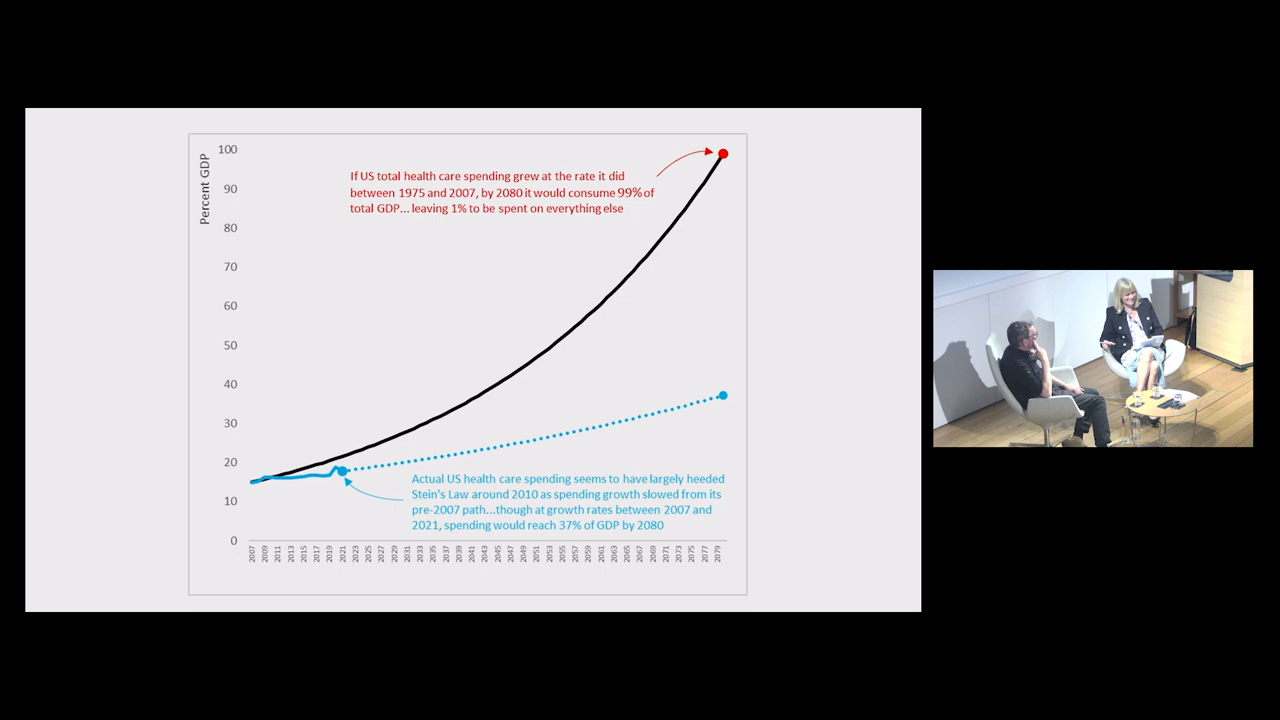 Percent GDP
100
90
80
70
60
50
40
30
20
10
0
If US total health care spending grew at the rate it did
between 1975 and 2007, by 2080 it would consume 99% of
total GDP... leaving 1% to be spent on everything else
Actual US health care spending seems to have largely heeded
Stein's Law around 2010 as spending growth slowed from its
pre-2007 path...though at growth rates between 2007 and
2021, spending would reach 37% of GDP by 2080
2007 2009 2011 2013 2015 2017 2019 2021 2023 2025 2027 2029 2031 2033 2035 2037 2039 2041 2043 2045 2047 2049 2051 2053 2055 2057 2059 2061 2063 2065 2067 2069 2071 2073 2075 2077 2079